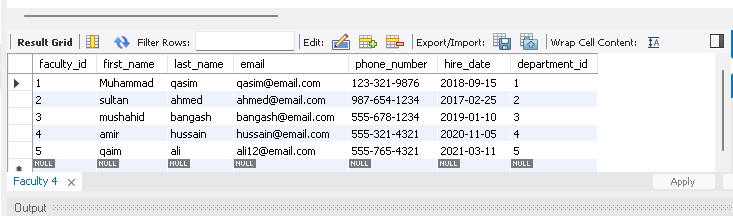 Result Grid Filter Rows: Edit: Export/Import: Wrap Cell Content:
faculty_id first_name last_name email phone_number hire_date department_id
1 Muhammad qasim qasim@email.com 123-321-9876 2018-09-15 1
2 sultan ahmed ahmed@email.com 987-654-1234 2017-02-25 2
3 mushahid bangash bangash@email.com 555-678-1234 2019-01-10 3
4 amir hussain hussain@email.com 555-321-4321 2020-11-05 4
5 qaim ali ali12@email.com 555-765-4321 2021-03-11 5
NULL NULL NULL NULL NULL NULL NULL
Faculty 4 Apply
Output